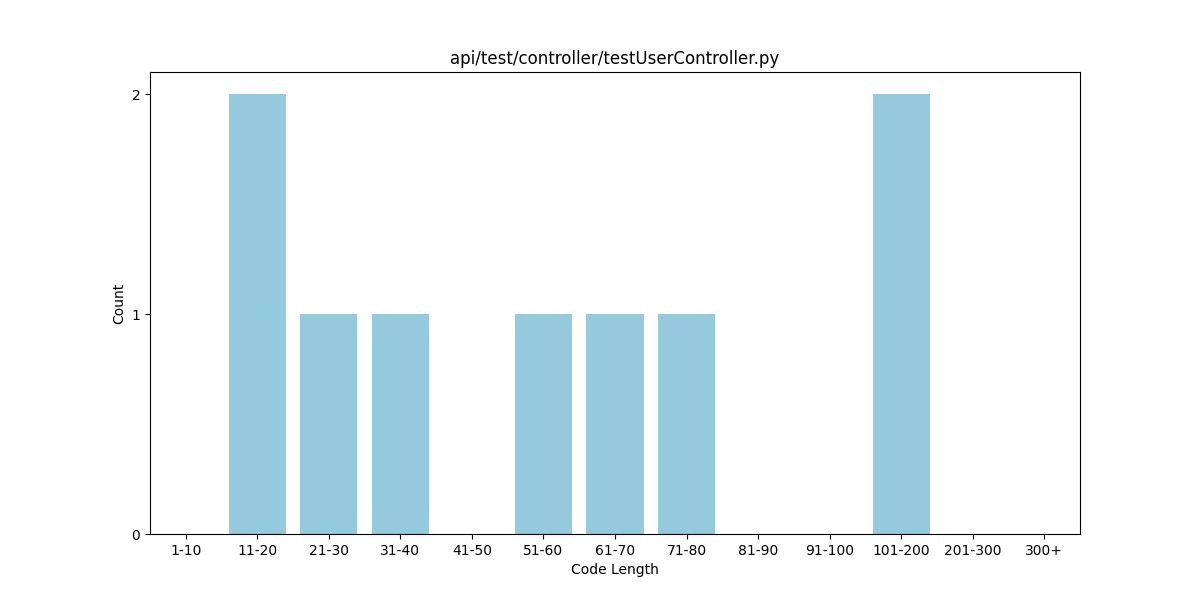 api/test/controller/testUserController.py
2
1
0
Count
1-10 11-20 21-30 31-40 41-50 51-60 61-70 71-80 81-90 91-100 101-200 201-300 300+
Code Length